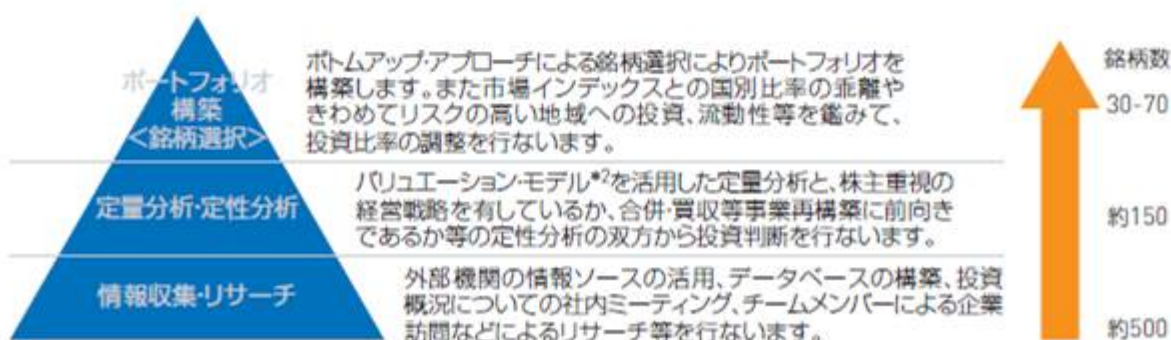 ポートフォリオ
構築
<銘柄選択>
ボトムアップ・アプローチによる銘柄選択によりポートフォリオを
構築します。また市場インデックスとの国別比率の乖離や
きわめてリスクの高い地域への投資、流動性等を鑑みて、
投資比率の調整を行ないます。
銘柄数
30-70
定量分析・定性分析
バリュエーション・モデル*2を活用した定量分析と、株主重視の
経営戦略を有しているか、合併・買収等事業再構築に前向き
であるか等の定性分析の双方から投資判断を行ないます。
約150
情報収集・リサーチ
外部機関の情報ソースの活用、データベースの構築、投資
概況についての社内ミーティング、チームメンバーによる企業
訪問などによるリサーチ等を行ないます。
約500